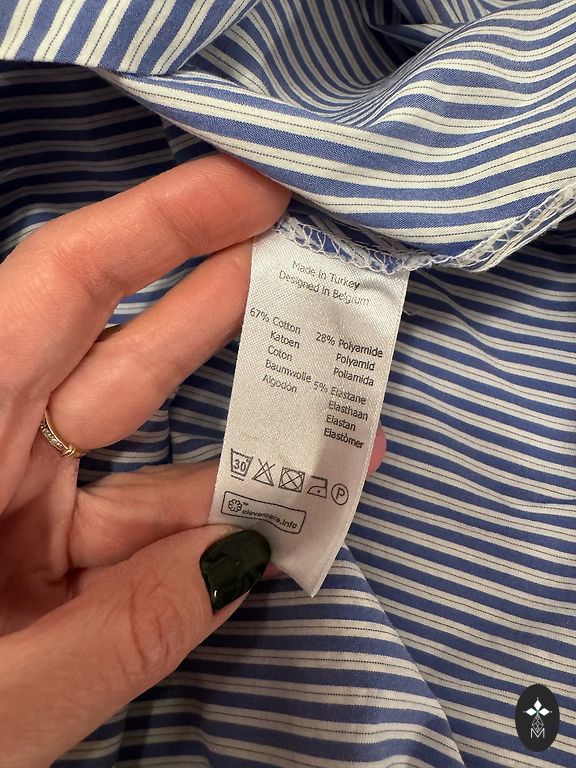 Made in Turkey
Designed in Belgium
67% Cotton
Katoen
Coton
Baumwolle
Algodón
28% Polyamide
Polyamid
Poliamida
5% Elastane
Elasthaan
Elastan
Elastómer
30
P
clevercare.info
M